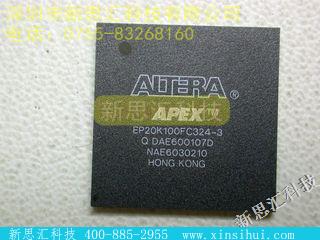 深圳市新思汇科技有限公司
电话：0755-83268160
ALTERA®
APEX™
EP20K100FC324-3
Q DAE600107D
NAE6030210
HONG KONG
新思汇科技
新思汇科技 400-885-2955 www.xinsihui.com